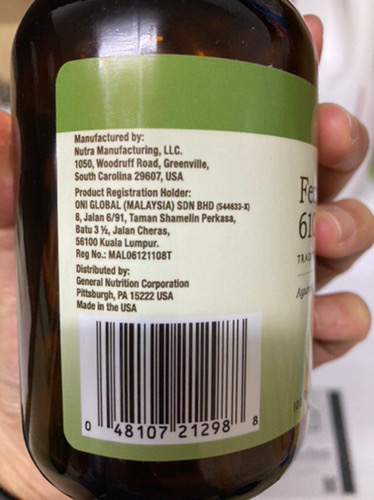 Manufactured by:
Nutra Manufacturing, LLC.
1050, Woodruff Road, Greenville,
South Carolina 29607, USA
Product Registration Holder:
ONI GLOBAL (MALAYSIA) SDN BHD (544633-X)
8, Jalan 6/91, Taman Shamelin Perkasa,
Batu 3 ½, Jalan Cheras,
56100 Kuala Lumpur.
Reg No.: MAL06121108T
Distributed by:
General Nutrition Corporation
Pittsburgh, PA 15222 USA
Made in the USA
0 48107 21298 8
610
TRAD